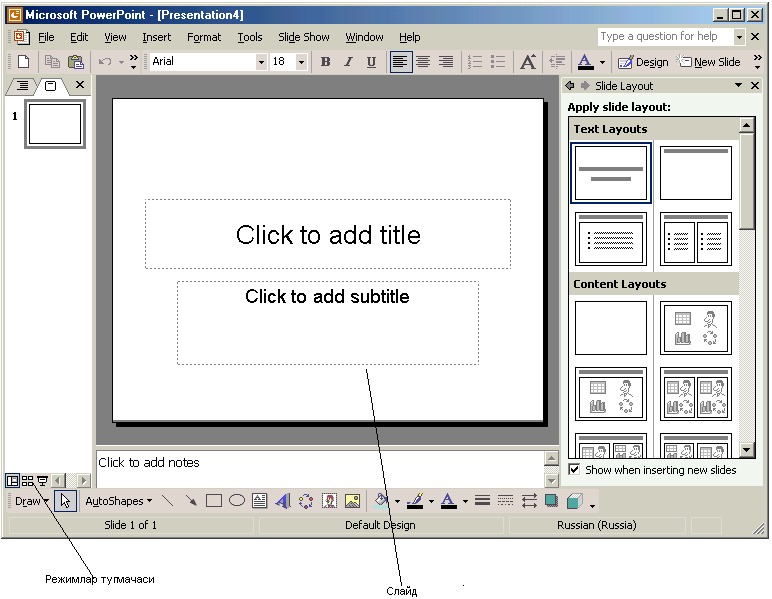 Microsoft PowerPoint - [Presentation4]
File Edit View Insert Format Tools Slide Show Window Help Type a question for help
Arial 18 B I U A A Design New Slide
Slide Layout
1
Apply slide layout:
Text Layouts
Click to add title
Click to add subtitle
Content Layouts
Click to add notes
Show when inserting new slides
Draw AutoShapes A A
Slide 1 of 1 Default Design Russian (Russia)
Режимлар тугмачаси
Слайд